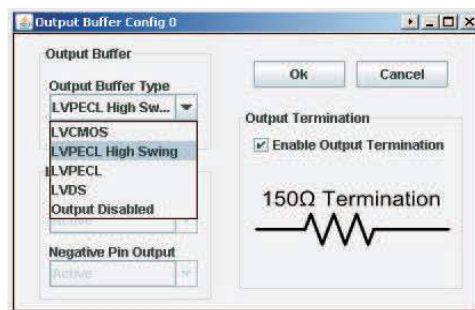 Output Buffer Config 0
Output Buffer
Output Buffer Type
LVPECL High Sw...
LVCMOS
LVPECL High Swing
LVPECL
LVDS
Output Disabled
Active
Negative Pin Output
Active
Ok
Cancel
Output Termination
Enable Output Termination
150Ω Termination